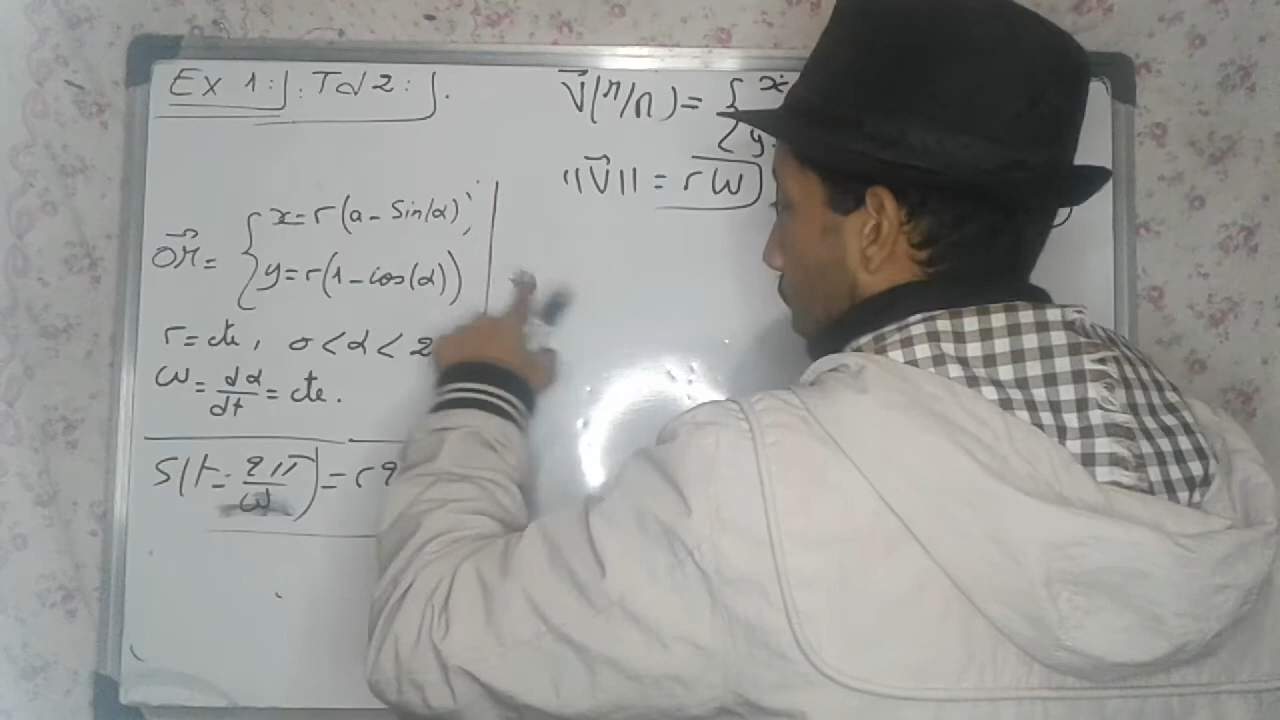 Ex 1: J. Td 2: J.
OM = { x = r(a - Sin(α)
y = r(1 - cos(α))
r = cte, 0 < α < 2
ω = dα/dt = cte.
S(t = 2π/ω) = r
V(M/R) = { x
y
||V|| = rω